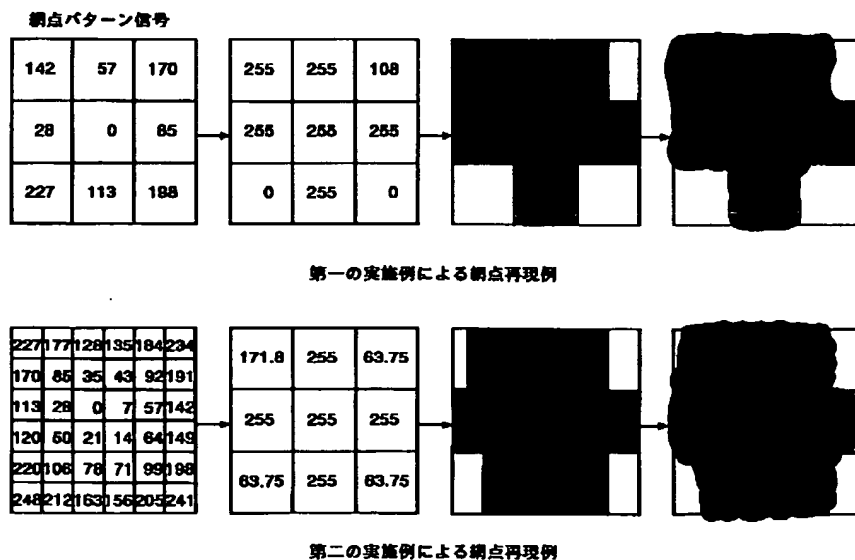 網点パターン信号
142 57 170
28 0 85
227 113 198
255 255 108
255 255 255
0 255 0
第一の実施例による網点再現例
227 177 128 135 184 234
170 85 35 43 92 191
113 28 0 7 57 142
120 50 21 14 64 149
220 106 78 71 99 198
248 212 163 156 205 241
171.8 255 63.75
255 255 255
63.75 255 63.75
第二の実施例による網点再現例